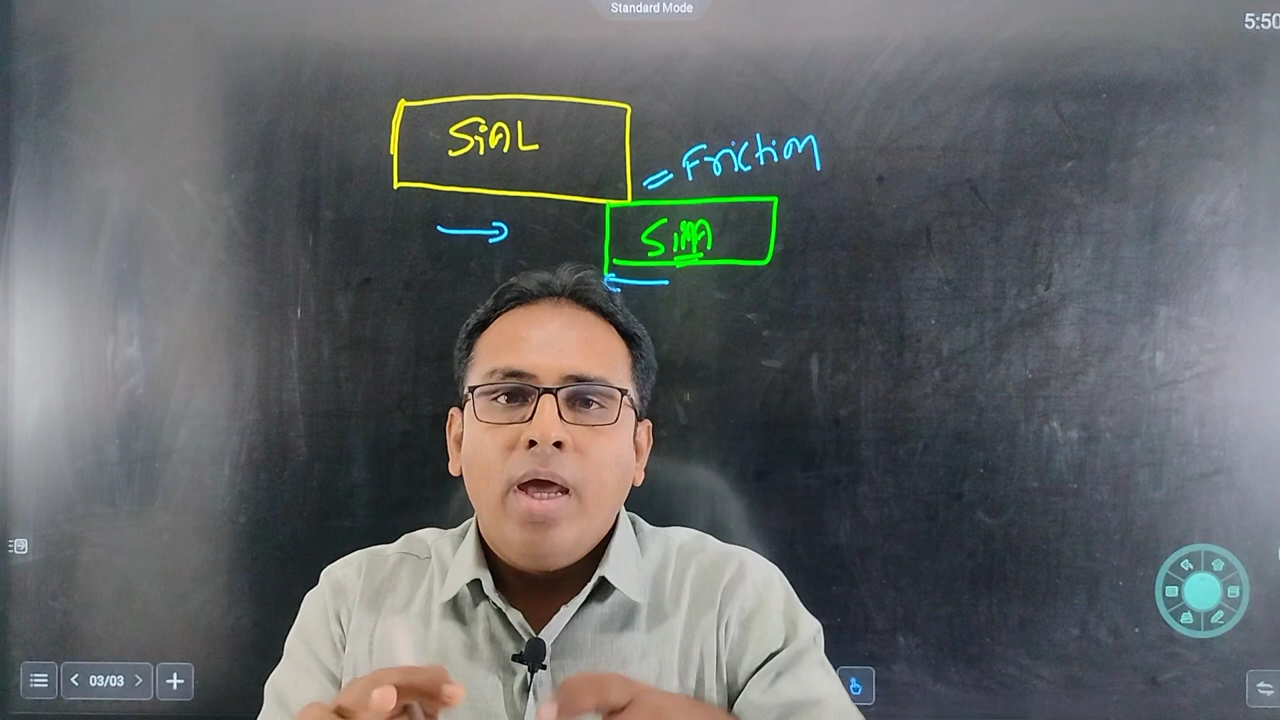 Standard Mode
5:50
SiAL
= Friction
SiMA
03/03